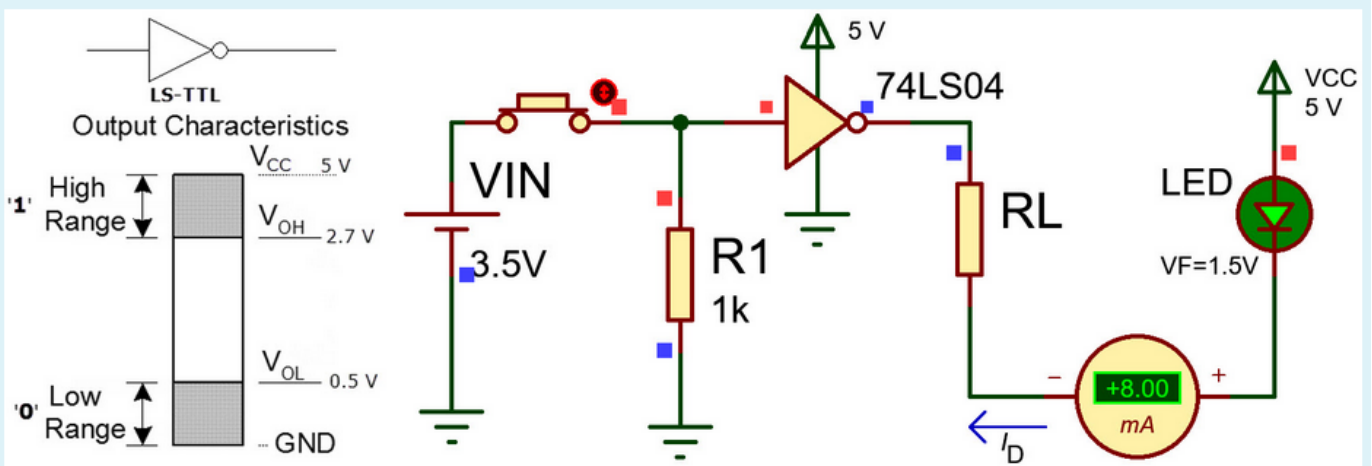 LS-TTL
Output Characteristics
VCC 5 V
'1' High Range
VOH 2.7 V
VOL 0.5 V
'0' Low Range
GND
VIN
3.5V
R1
1k
5 V
74LS04
RL
VCC
5 V
LED
VF=1.5V
− +8.00 +
mA
ID